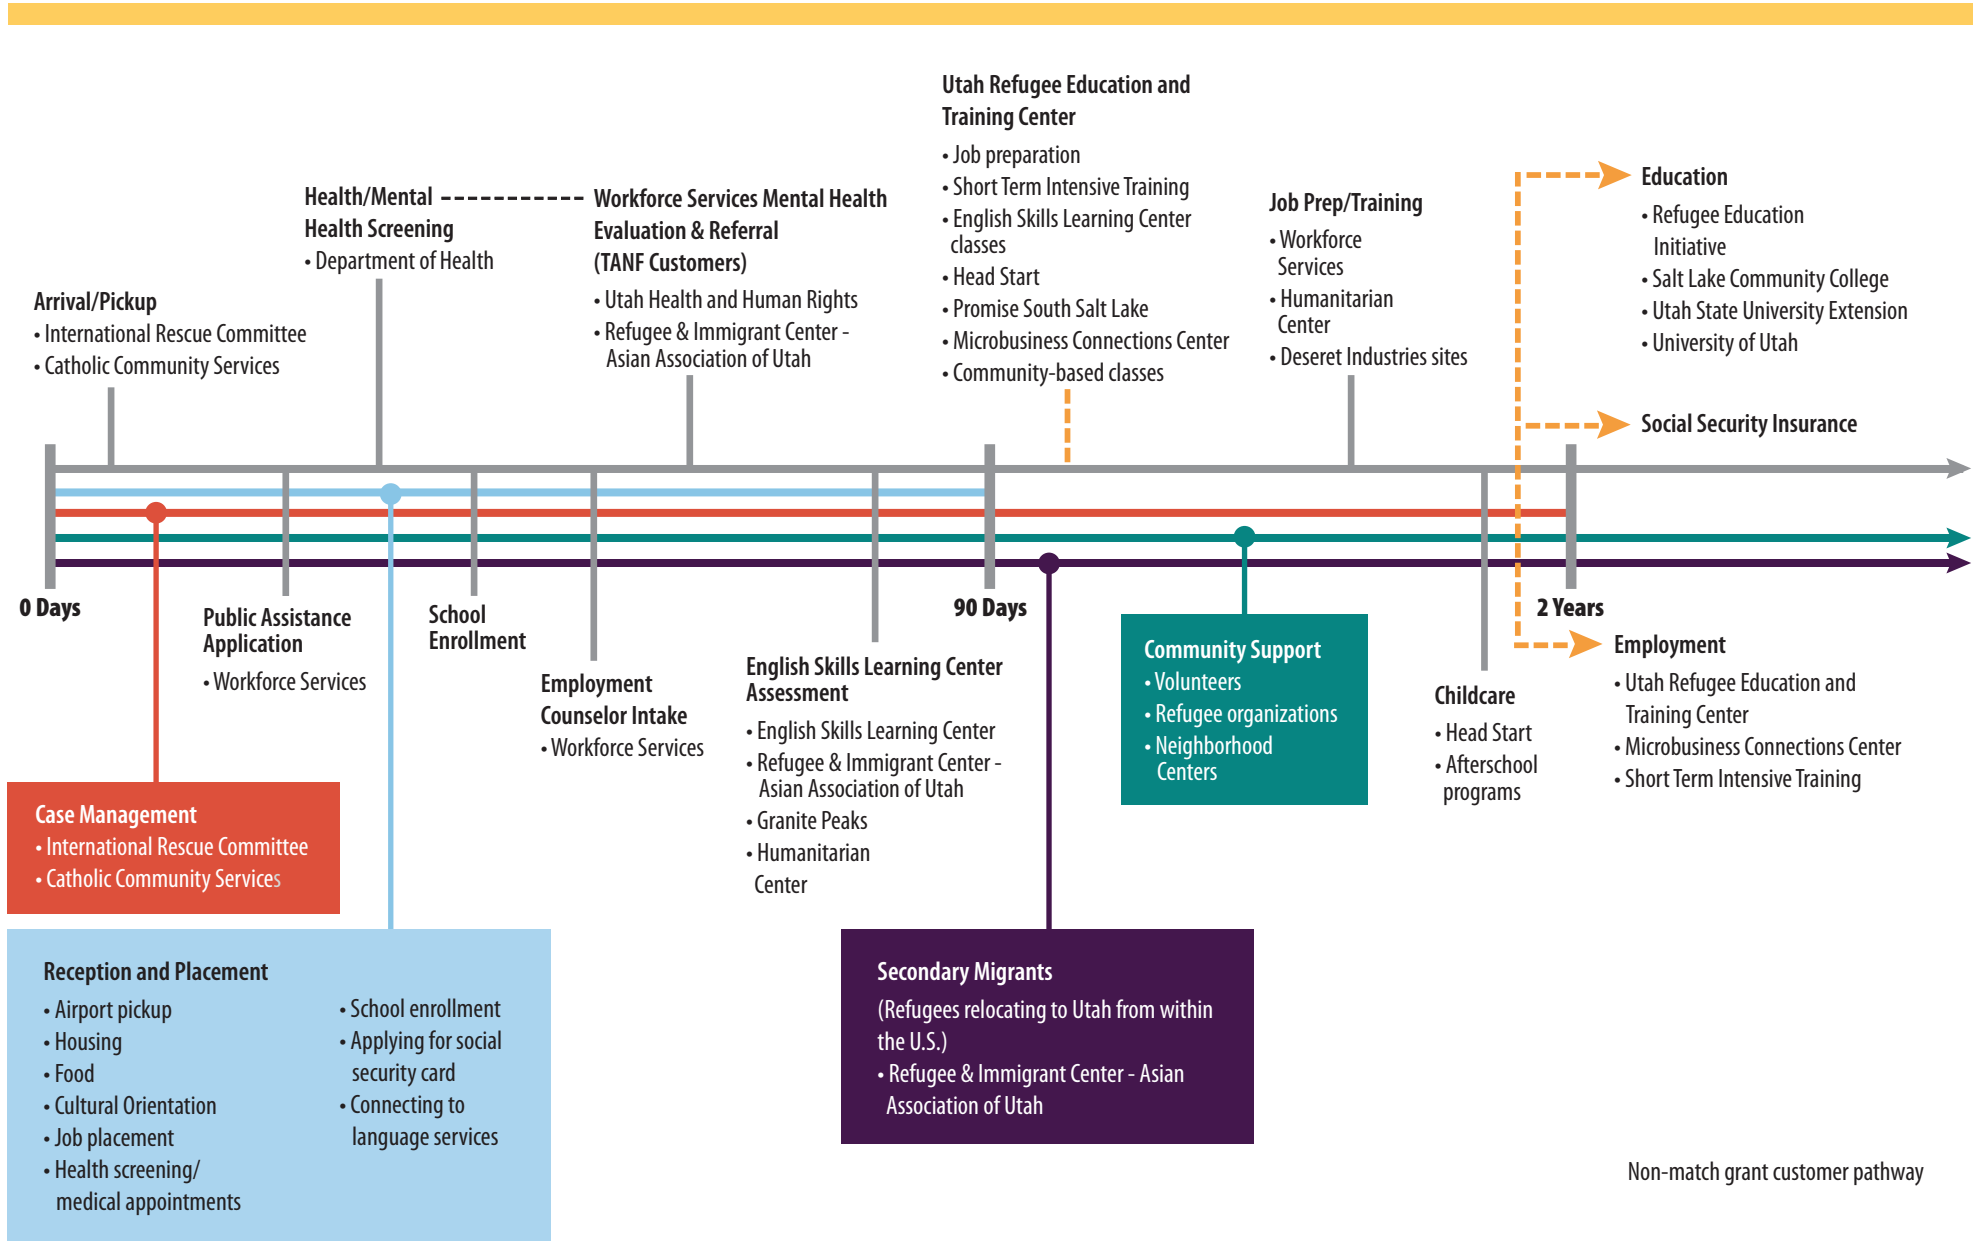 Utah Refugee Education and
Training Center
• Job preparation
• Short Term Intensive Training
• English Skills Learning Center
classes
• Head Start
• Promise South Salt Lake
• Microbusiness Connections Center
• Community-based classes
Health/Mental
Health Screening
• Department of Health
Workforce Services Mental Health
Evaluation & Referral
(TANF Customers)
• Utah Health and Human Rights
• Refugee & Immigrant Center -
Asian Association of Utah
Arrival/Pickup
• International Rescue Committee
• Catholic Community Services
Job Prep/Training
• Workforce
Services
• Humanitarian
Center
• Deseret Industries sites
Education
• Refugee Education
Initiative
• Salt Lake Community College
• Utah State University Extension
• University of Utah
Social Security Insurance
0 Days
90 Days
2 Years
Public Assistance
Application
• Workforce Services
School
Enrollment
Employment
Counselor Intake
• Workforce Services
English Skills Learning Center
Assessment
• English Skills Learning Center
• Refugee & Immigrant Center -
Asian Association of Utah
• Granite Peaks
• Humanitarian
Center
Community Support
• Volunteers
• Refugee organizations
• Neighborhood
Centers
Childcare
• Head Start
• Afterschool
programs
Employment
• Utah Refugee Education and
Training Center
• Microbusiness Connections Center
• Short Term Intensive Training
Case Management
• International Rescue Committee
• Catholic Community Services
Reception and Placement
• Airport pickup
• Housing
• Food
• Cultural Orientation
• Job placement
• Health screening/
medical appointments
• School enrollment
• Applying for social
security card
• Connecting to
language services
Secondary Migrants
(Refugees relocating to Utah from within
the U.S.)
• Refugee & Immigrant Center - Asian
Association of Utah
Non-match grant customer pathway